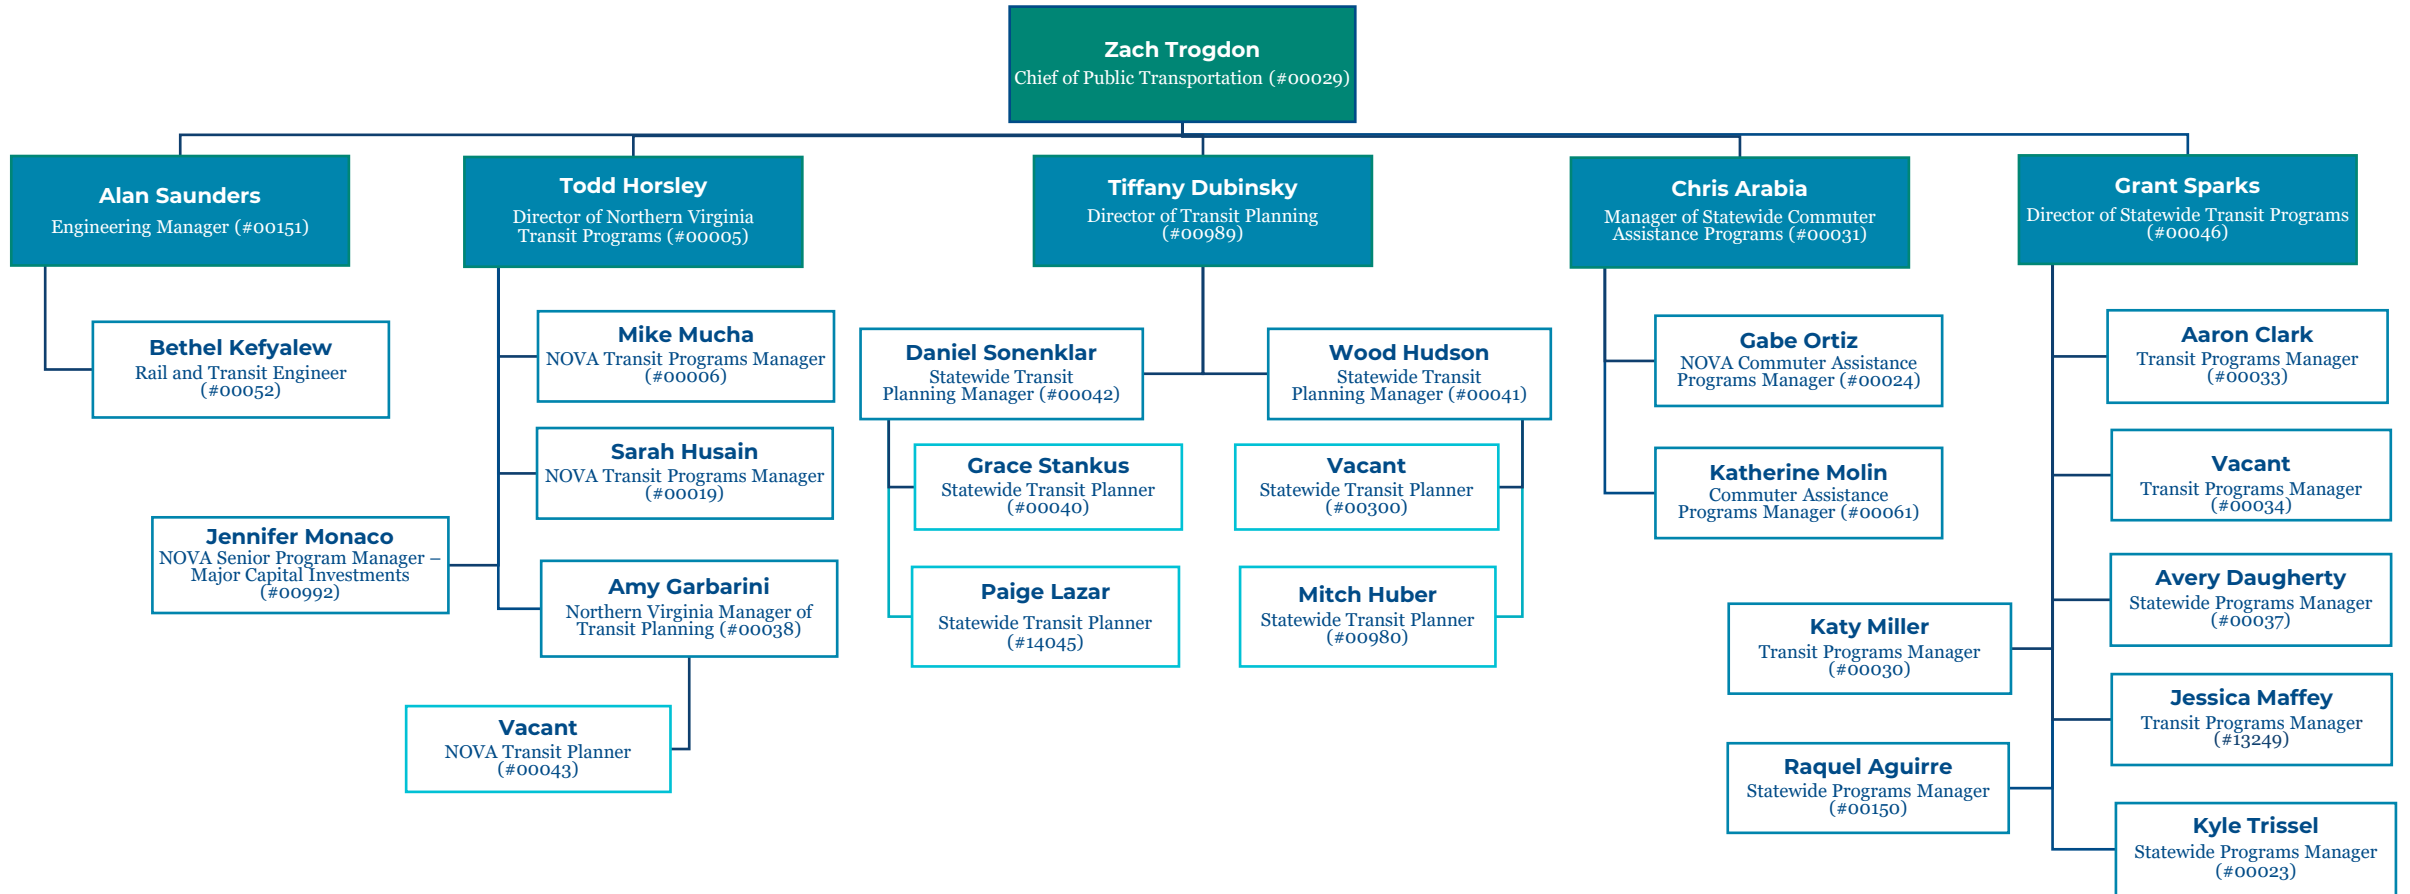 Zach Trogdon
Chief of Public Transportation (#00029)
Alan Saunders
Engineering Manager (#00151)
Todd Horsley
Director of Northern Virginia
Transit Programs (#00005)
Tiffany Dubinsky
Director of Transit Planning
(#00989)
Chris Arabia
Manager of Statewide Commuter
Assistance Programs (#00031)
Grant Sparks
Director of Statewide Transit Programs
(#00046)
Bethel Kefyalew
Rail and Transit Engineer
(#00052)
Mike Mucha
NOVA Transit Programs Manager
(#00006)
Sarah Husain
NOVA Transit Programs Manager
(#00019)
Jennifer Monaco
NOVA Senior Program Manager –
Major Capital Investments
(#00992)
Amy Garbarini
Northern Virginia Manager of
Transit Planning (#00038)
Vacant
NOVA Transit Planner
(#00043)
Daniel Sonenklar
Statewide Transit
Planning Manager (#00042)
Grace Stankus
Statewide Transit Planner
(#00040)
Paige Lazar
Statewide Transit Planner
(#14045)
Wood Hudson
Statewide Transit
Planning Manager (#00041)
Vacant
Statewide Transit Planner
(#00300)
Mitch Huber
Statewide Transit Planner
(#00980)
Gabe Ortiz
NOVA Commuter Assistance
Programs Manager (#00024)
Katherine Molin
Commuter Assistance
Programs Manager (#00061)
Aaron Clark
Transit Programs Manager
(#00033)
Vacant
Transit Programs Manager
(#00034)
Avery Daugherty
Statewide Programs Manager
(#00037)
Katy Miller
Transit Programs Manager
(#00030)
Jessica Maffey
Transit Programs Manager
(#13249)
Raquel Aguirre
Statewide Programs Manager
(#00150)
Kyle Trissel
Statewide Programs Manager
(#00023)